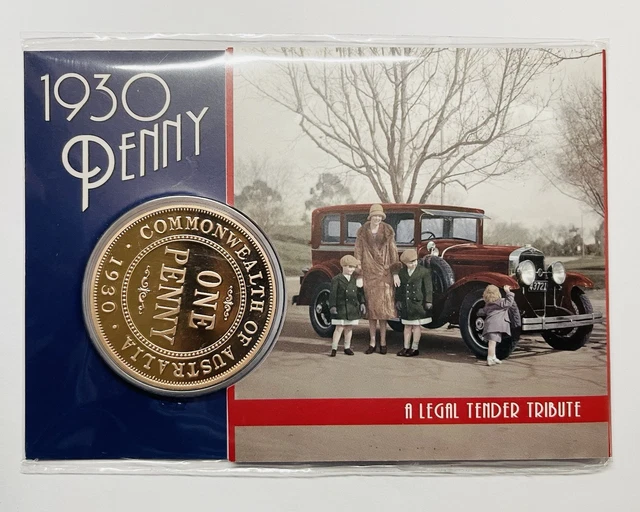 1930
PENNY
COMMONWEALTH OF AUSTRALIA
· 1930 ·
ONE
PENNY
A LEGAL TENDER TRIBUTE